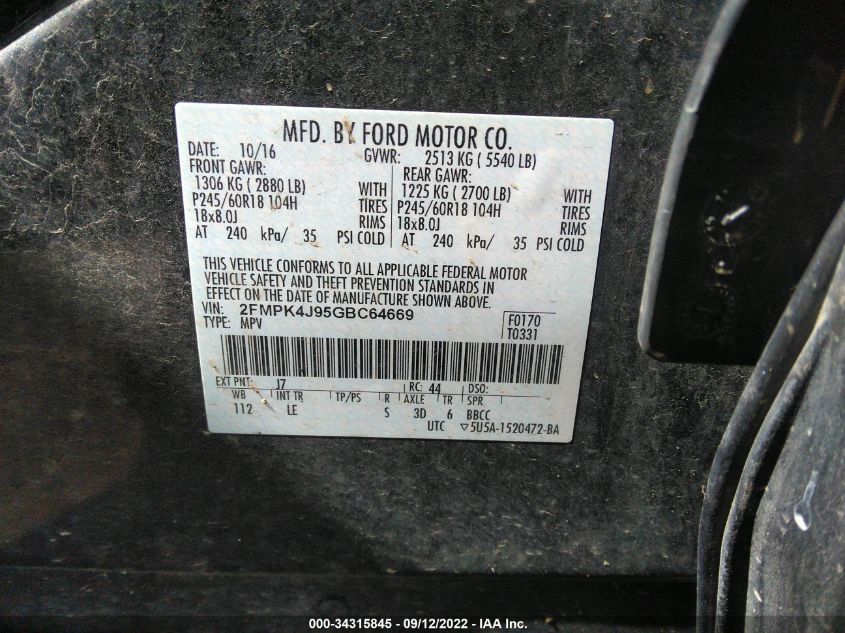 MFD. BY FORD MOTOR CO.
DATE: 10/16 GVWR: 2513 KG ( 5540 LB)
FRONT GAWR: REAR GAWR:
1306 KG ( 2880 LB) WITH 1225 KG ( 2700 LB) WITH
P245/60R18 104H TIRES P245/60R18 104H TIRES
18x8.0J RIMS 18x8.0J RIMS
AT 240 kPa/ 35 PSI COLD AT 240 kPa/ 35 PSI COLD
THIS VEHICLE CONFORMS TO ALL APPLICABLE FEDERAL MOTOR
VEHICLE SAFETY AND THEFT PREVENTION STANDARDS IN
EFFECT ON THE DATE OF MANUFACTURE SHOWN ABOVE.
VIN: 2FMPK4J95GBC64669 F0170
TYPE: MPV T0331
EXT PNT: J7 RC: 44 DSO:
WB INT TR TP/PS R AXLE TR SPR
112 LE S 3D 6 BBCC
UTC ▽5U5A-1520472-BA
000-34315845 - 09/12/2022 - IAA Inc.